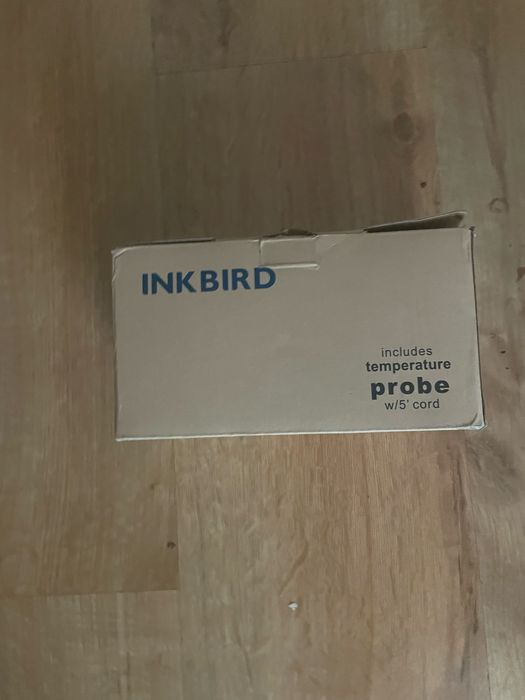 INKBIRD
includes
temperature
probe
w/5' cord